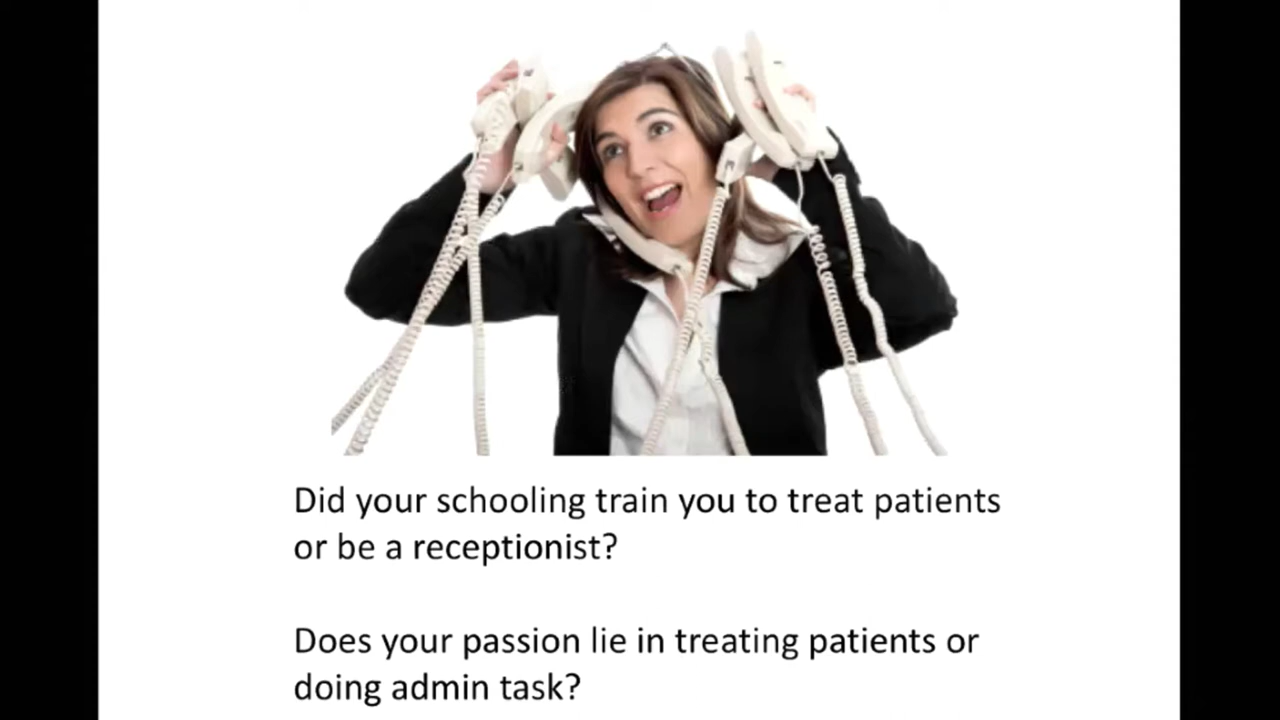 Did your schooling train you to treat patients
or be a receptionist?
Does your passion lie in treating patients or
doing admin task?